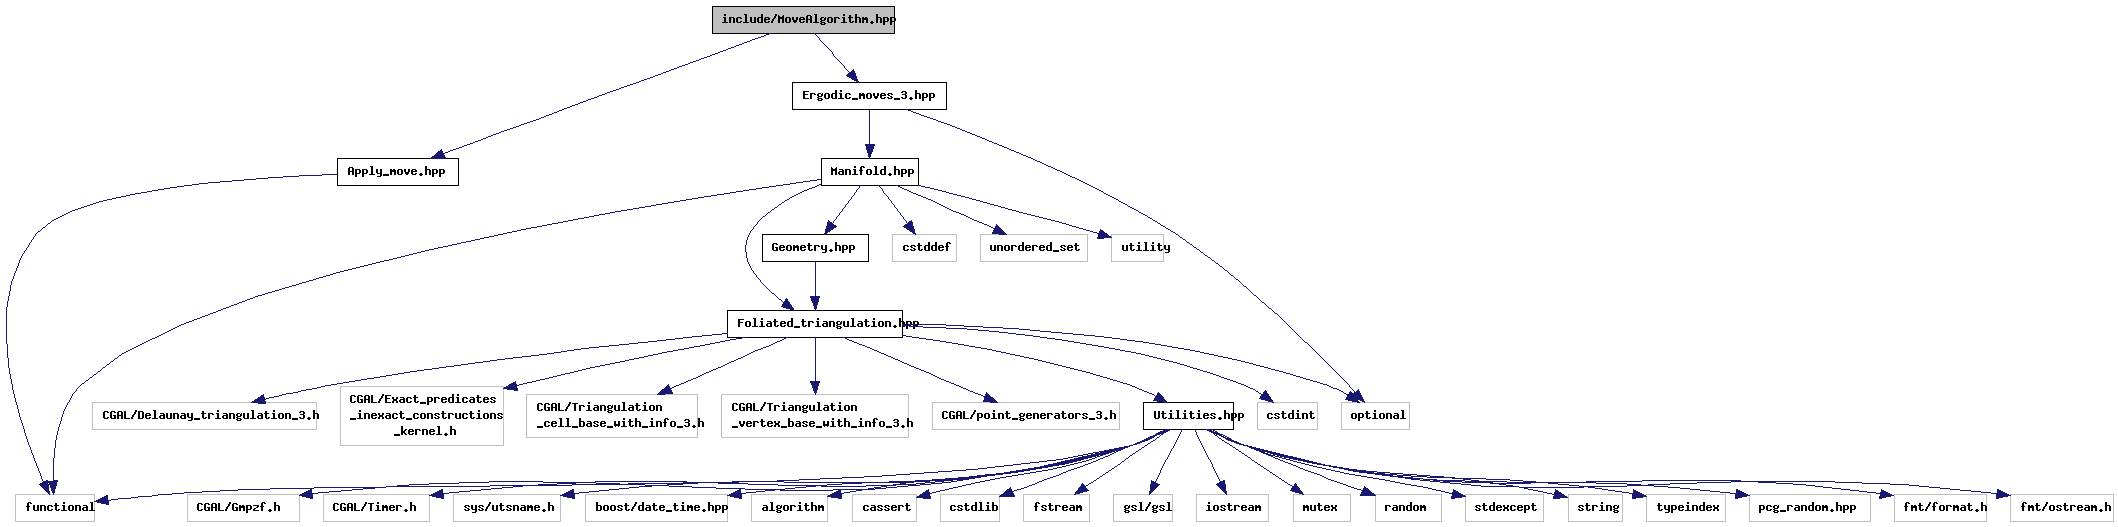 include/MoveAlgorithm.hpp
Ergodic_moves_3.hpp
Apply_move.hpp
Manifold.hpp
Geometry.hpp
cstddef
unordered_set
utility
Foliated_triangulation.hpp
CGAL/Delaunay_triangulation_3.h
CGAL/Exact_predicates
_inexact_constructions
_kernel.h
CGAL/Triangulation
_cell_base_with_info_3.h
CGAL/Triangulation
_vertex_base_with_info_3.h
CGAL/point_generators_3.h
Utilities.hpp
cstdint
optional
functional
CGAL/Gmpzf.h
CGAL/Timer.h
sys/utsname.h
boost/date_time.hpp
algorithm
cassert
cstdlib
fstream
gsl/gsl
iostream
mutex
random
stdexcept
string
typeindex
pcg_random.hpp
fmt/format.h
fmt/ostream.h